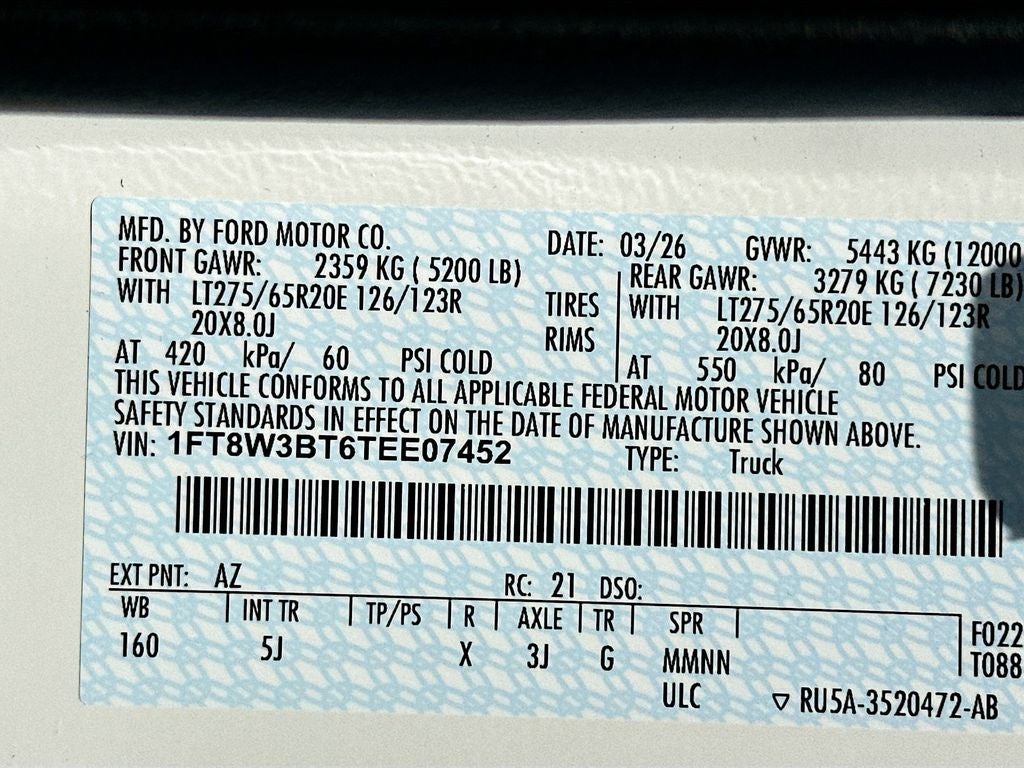 MFD. BY FORD MOTOR CO. DATE: 03/26 GVWR: 5443 KG (12000
FRONT GAWR: 2359 KG ( 5200 LB) REAR GAWR: 3279 KG ( 7230 LB)
WITH LT275/65R20E 126/123R TIRES WITH LT275/65R20E 126/123R
20X8.0J RIMS 20X8.0J
AT 420 kPa/ 60 PSI COLD AT 550 kPa/ 80 PSI COLD
THIS VEHICLE CONFORMS TO ALL APPLICABLE FEDERAL MOTOR VEHICLE
SAFETY STANDARDS IN EFFECT ON THE DATE OF MANUFACTURE SHOWN ABOVE.
VIN: 1FT8W3BT6TEE07452 TYPE: Truck
EXT PNT: AZ RC: 21 DSO:
WB INT TR TP/PS R AXLE TR SPR F022
160 5J X 3J G MMNN T088
ULC ▽ RU5A-3520472-AB